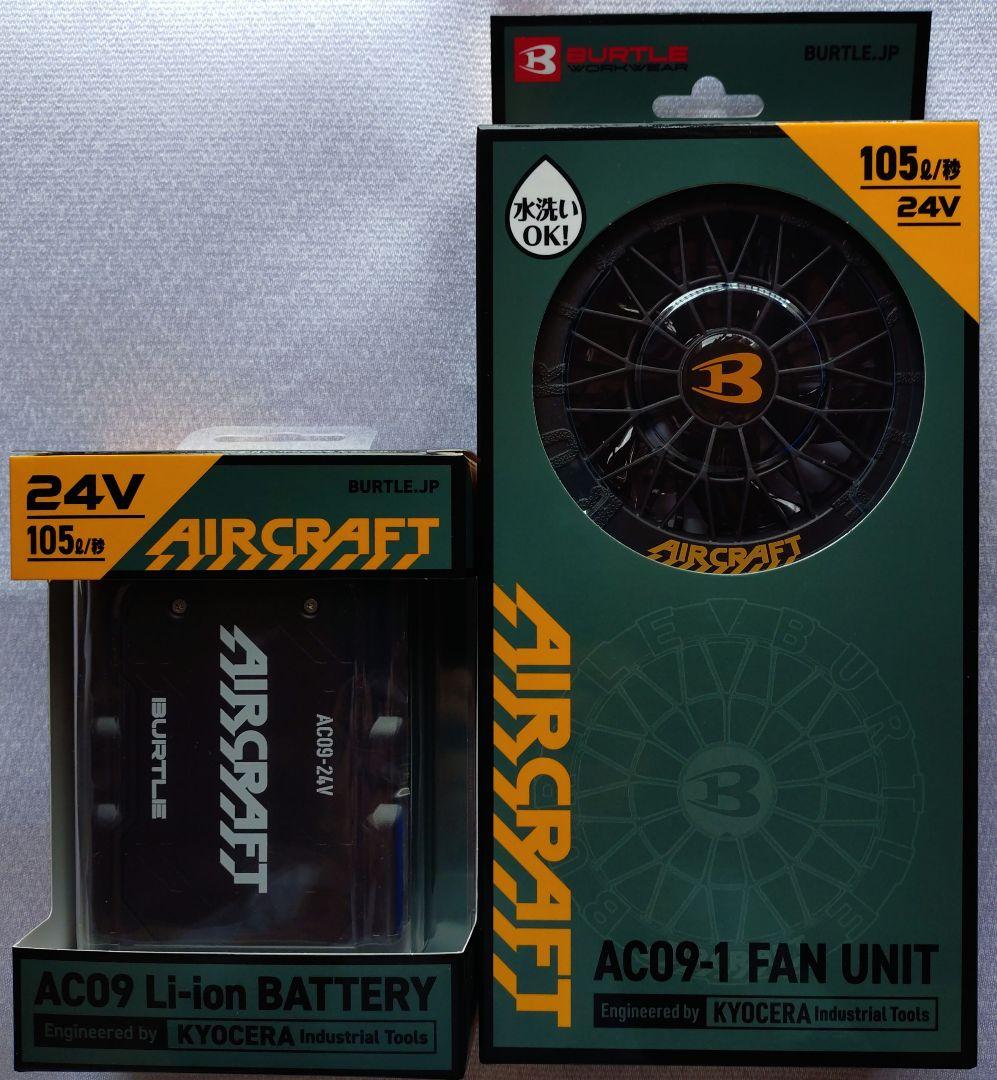 BURTLE
WORKWEAR
BURTLE.JP
水洗い
OK!
105ℓ/秒
24V
B
AIRCRAFT
AIRCRAFT
BURTLE
AC09-1 FAN UNIT
Engineered by KYOCERA Industrial Tools
24V
105ℓ/秒
BURTLE.JP
AIRCRAFT
AIRCRAFT
AC09-24V
BURTLE
AC09 Li-ion BATTERY
Engineered by KYOCERA Industrial Tools